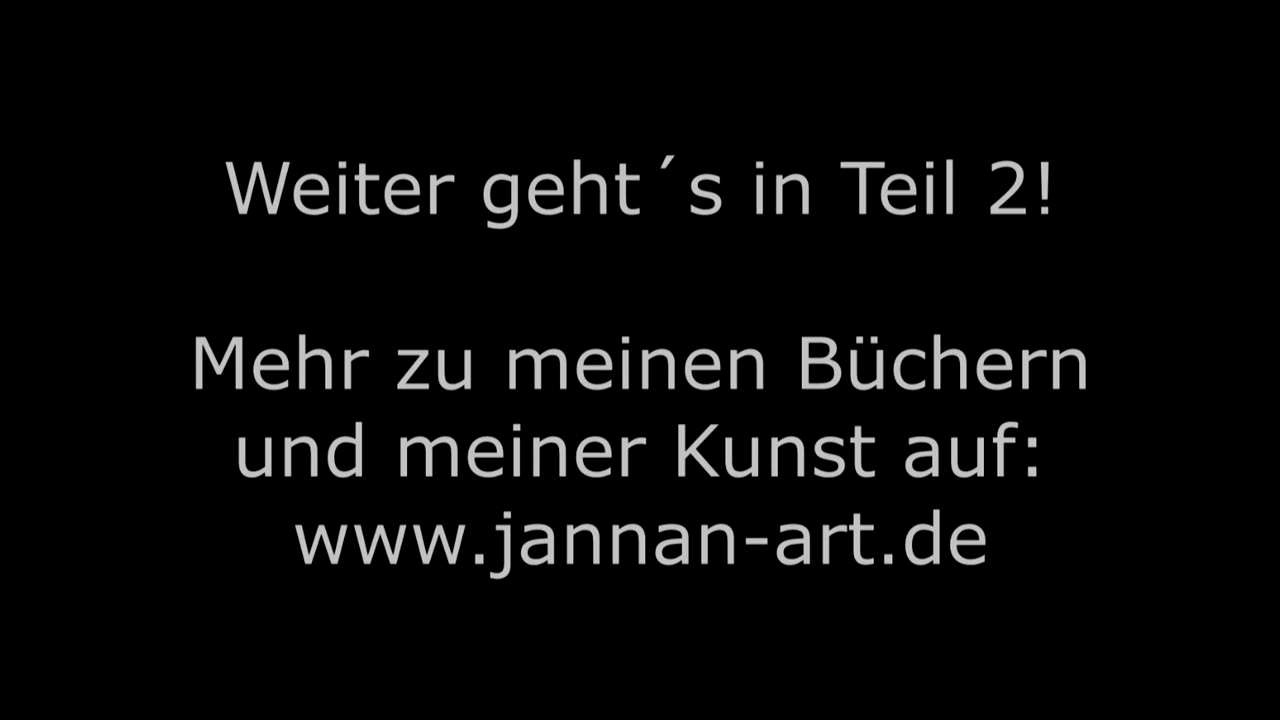 Weiter geht´s in Teil 2!
Mehr zu meinen Büchern
und meiner Kunst auf:
www.jannan-art.de